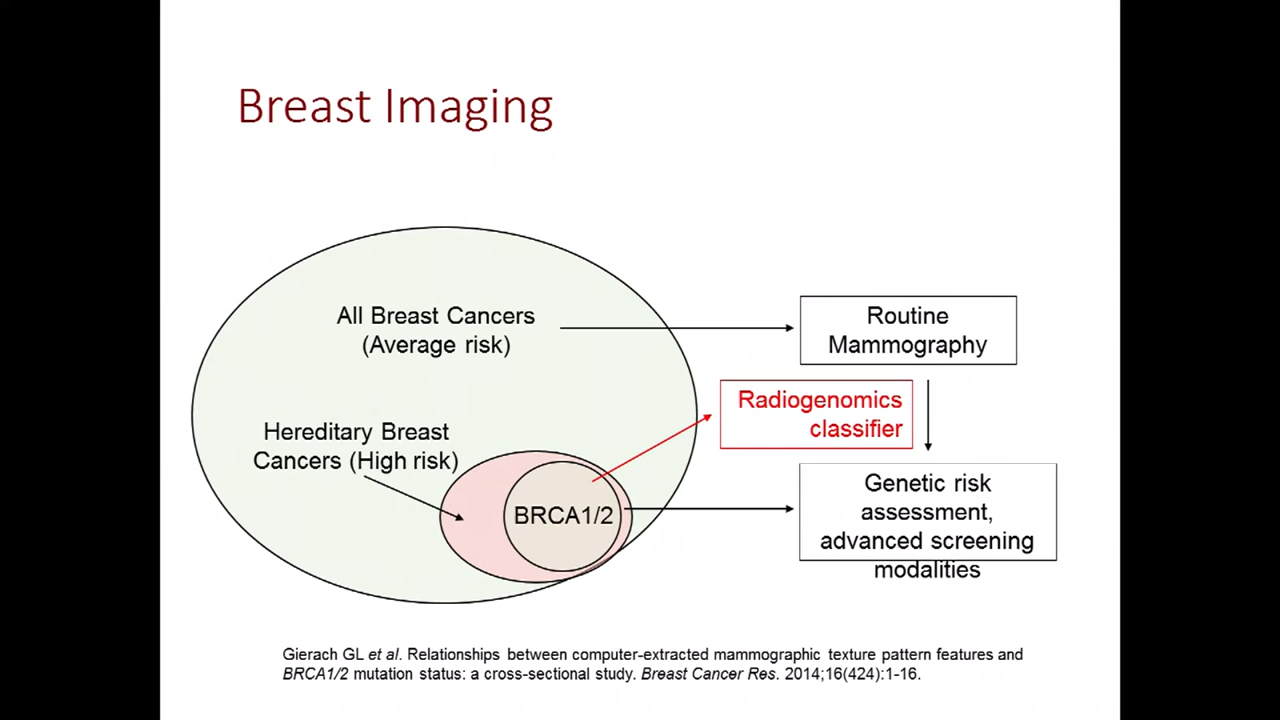 Breast Imaging
All Breast Cancers
(Average risk)
Routine
Mammography
Radiogenomics
classifier
Hereditary Breast
Cancers (High risk)
BRCA1/2
Genetic risk
assessment,
advanced screening
modalities
Gierach GL et al. Relationships between computer-extracted mammographic texture pattern features and
BRCA1/2 mutation status: a cross-sectional study. Breast Cancer Res. 2014;16(424):1-16.